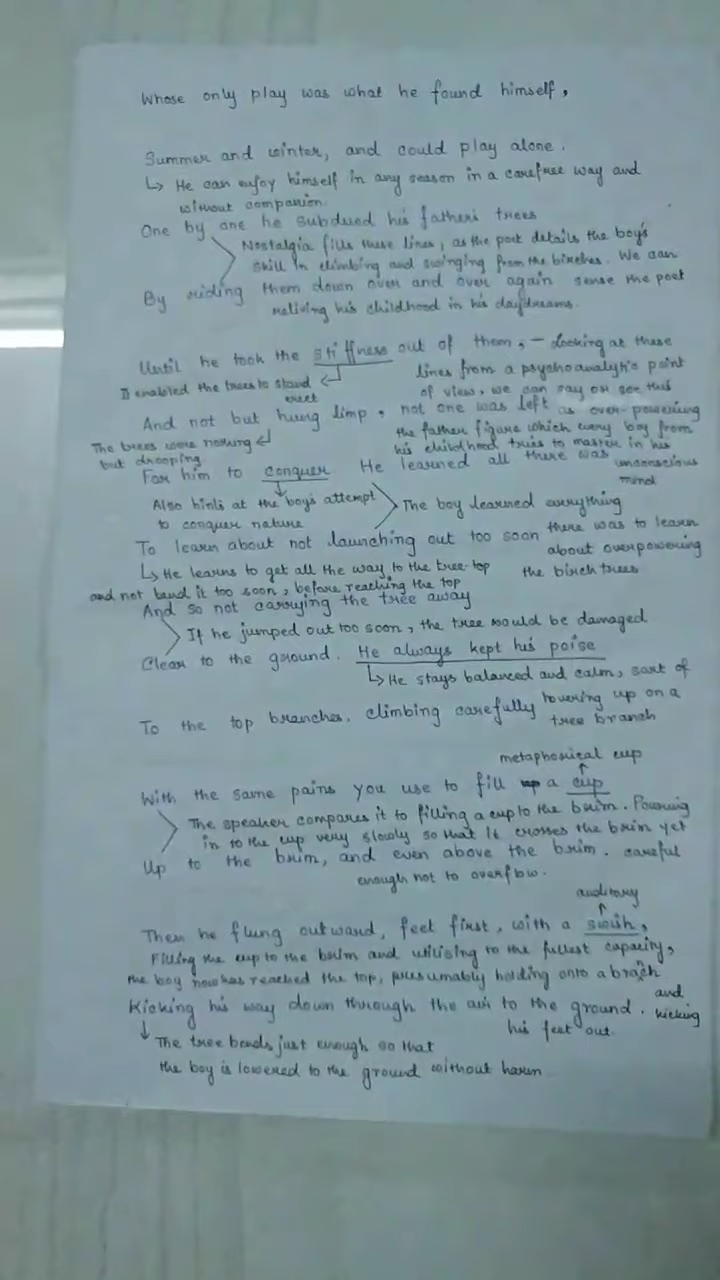 Whose only play was what he found himself,
Summer and winter, and could play alone.
↳ He can enjoy himself in any season in a carefree way and
without companion.
One by one he subdued his father's trees
Nostalgia fills these lines, as the poet details the boy's
skill in climbing and swinging from the birches. We can
By riding them down over and over again sense the poet
reliving his childhood in his daydreams.
Until he took the stiffness out of them, – Looking at these
It enabled the trees to stand
erect
lines from a psychoanalytic point
of view, we can say or see this
And not but hung limp, not one was left as over-powering
The trees were nothing
but drooping
the father figure which every boy from
his childhood tries to master in his
unconscious
mind
For him to conquer He learned all there was
Also hints at the boy's attempt
to conquer nature
The boy learned everything
there was to learn
about overpowering
the birch trees
To learn about not launching out too soon
↳ He learns to get all the way to the tree top
and not bend it too soon, before reaching the top
And so not carrying the tree away
If he jumped out too soon, the tree would be damaged
Clear to the ground. He always kept his poise
↳ He stays balanced and calm, sort of
hovering up on a
tree branch
To the top branches, climbing carefully
metaphorical cup
With the same pains you use to fill a cup
The speaker compares it to filling a cup to the brim. Pouring
in to the cup very slowly so that it crosses the brim yet
Up to the brim, and even above the brim. careful
enough not to overflow.
auditory
Then he flung outward, feet first, with a swish,
Filling the cup to the brim and utilising to the fullest capacity,
the boy now has reached the top, presumably holding onto a branch
and
kicking
his feet out.
Kicking his way down through the air to the ground.
↓ The tree bends just enough so that
the boy is lowered to the ground without harm